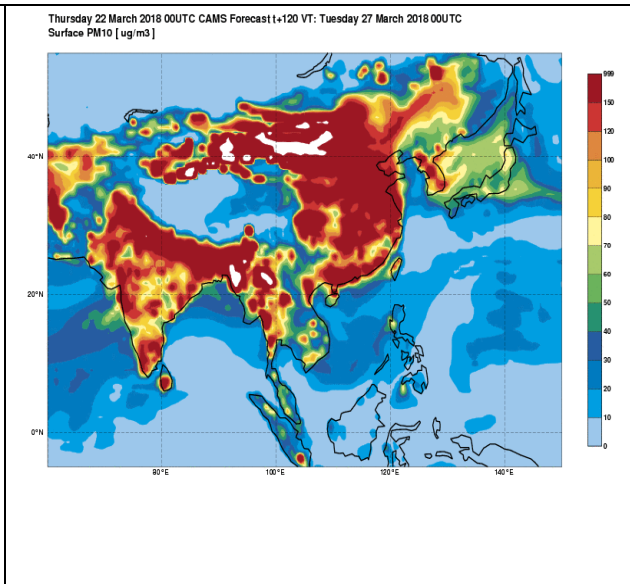 Thursday 22 March 2018 00UTC CAMS Forecast t+120 VT: Tuesday 27 March 2018 00UTC
Surface PM10 [ ug/m3 ]
999
150
120
100
90
80
70
60
50
40
30
20
10
0
40°N
20°N
0°N
80°E
100°E
120°E
140°E